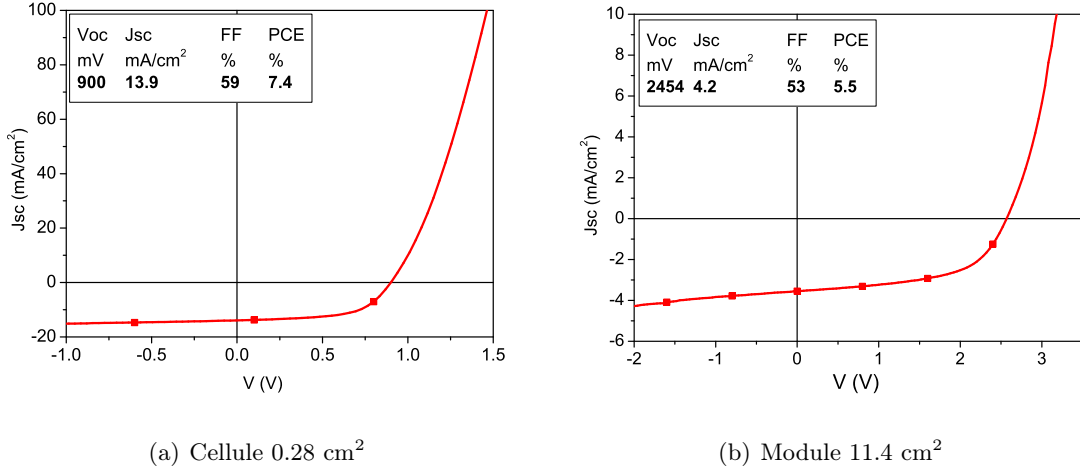 100
80
60
40
20
0
-20
Jsc (mA/cm²)
Voc Jsc FF PCE
mV mA/cm² % %
900 13.9 59 7.4
-1.0 -0.5 0.0 0.5 1.0 1.5
V (V)
(a) Cellule 0.28 cm²
10
8
6
4
2
0
-2
-4
-6
Jsc (mA/cm²)
Voc Jsc FF PCE
mV mA/cm² % %
2454 4.2 53 5.5
-2 -1 0 1 2 3
V (V)
(b) Module 11.4 cm²